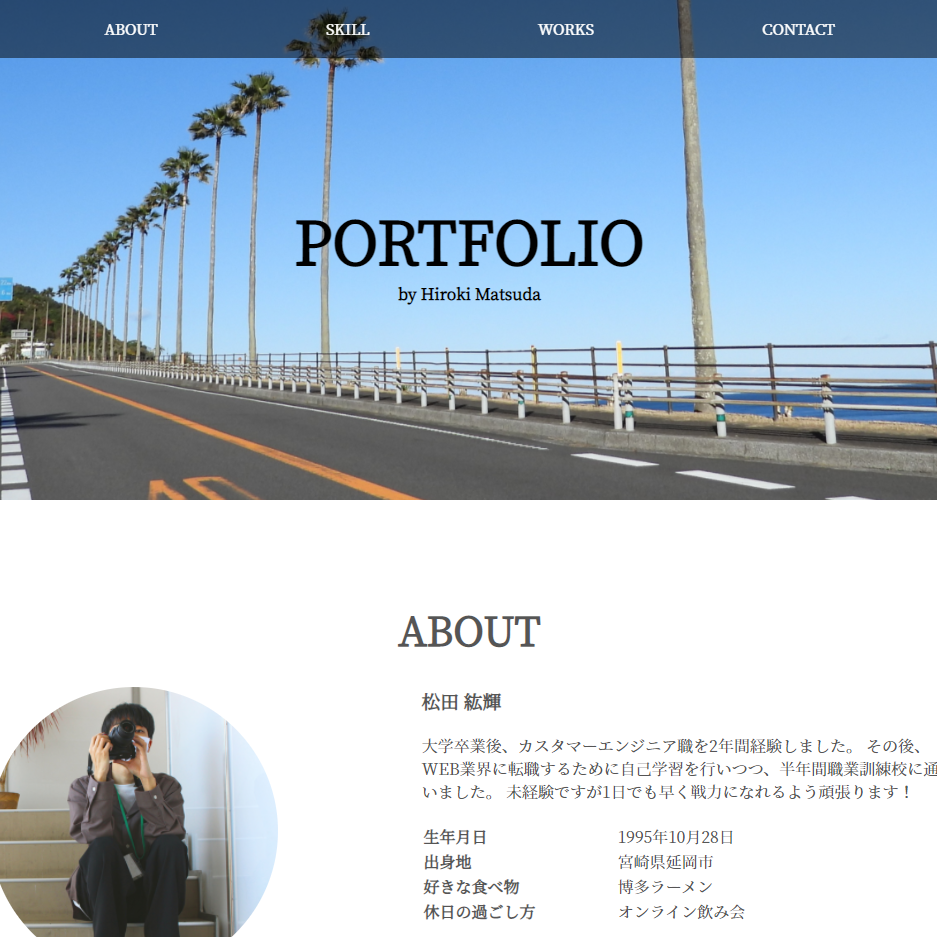 ABOUT
SKILL
WORKS
CONTACT
PORTFOLIO
by Hiroki Matsuda
ABOUT
松田 紘輝
大学卒業後、カスタマーエンジニア職を2年間経験しました。 その後、
WEB業界に転職するために自己学習を行いつつ、半年間職業訓練校に通
いました。 未経験ですが1日でも早く戦力になれるよう頑張ります！
生年月日 1995年10月28日
出身地 宮崎県延岡市
好きな食べ物 博多ラーメン
休日の過ごし方 オンライン飲み会